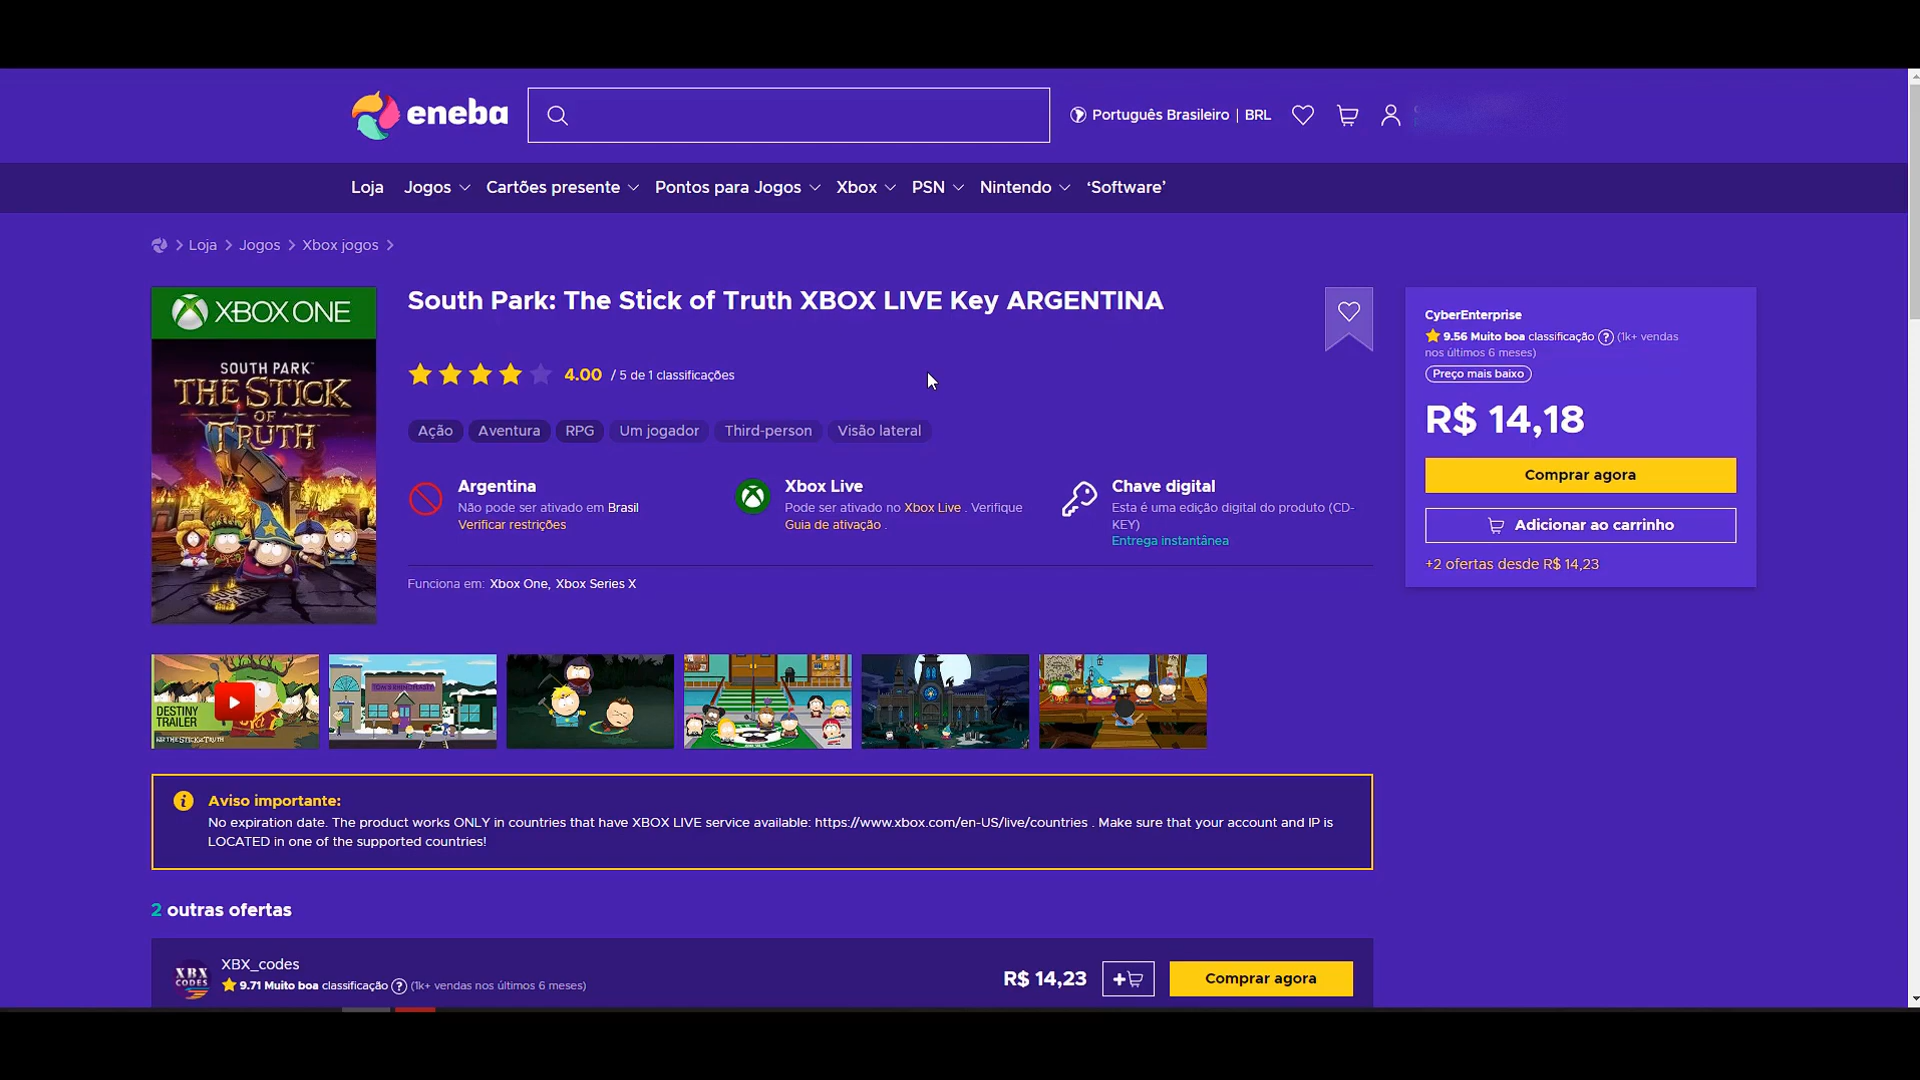 eneba
Português Brasileiro | BRL
Loja Jogos Cartões presente Pontos para Jogos Xbox PSN Nintendo ‘Software’
Loja Jogos Xbox jogos
XBOX ONE
SOUTH PARK™
THE STICK
OF
TRUTH™
South Park: The Stick of Truth XBOX LIVE Key ARGENTINA
4.00 / 5 de 1 classificações
Ação Aventura RPG Um jogador Third-person Visão lateral
Argentina
Não pode ser ativado em Brasil
Verificar restrições
Xbox Live
Pode ser ativado no Xbox Live . Verifique
Guia de ativação .
Chave digital
Esta é uma edição digital do produto (CD-
KEY)
Entrega instantânea
Funciona em: Xbox One, Xbox Series X
CyberEnterprise
9.56 Muito boa classificação ? (1k+ vendas
nos últimos 6 meses)
Preço mais baixo
R$ 14,18
Comprar agora
Adicionar ao carrinho
+2 ofertas desde R$ 14,23
DESTINY
TRAILER
Aviso importante:
No expiration date. The product works ONLY in countries that have XBOX LIVE service available: https://www.xbox.com/en-US/live/countries . Make sure that your account and IP is
LOCATED in one of the supported countries!
2 outras ofertas
XBX
CODES
XBX_codes
9.71 Muito boa classificação ? (1k+ vendas nos últimos 6 meses)
R$ 14,23
Comprar agora